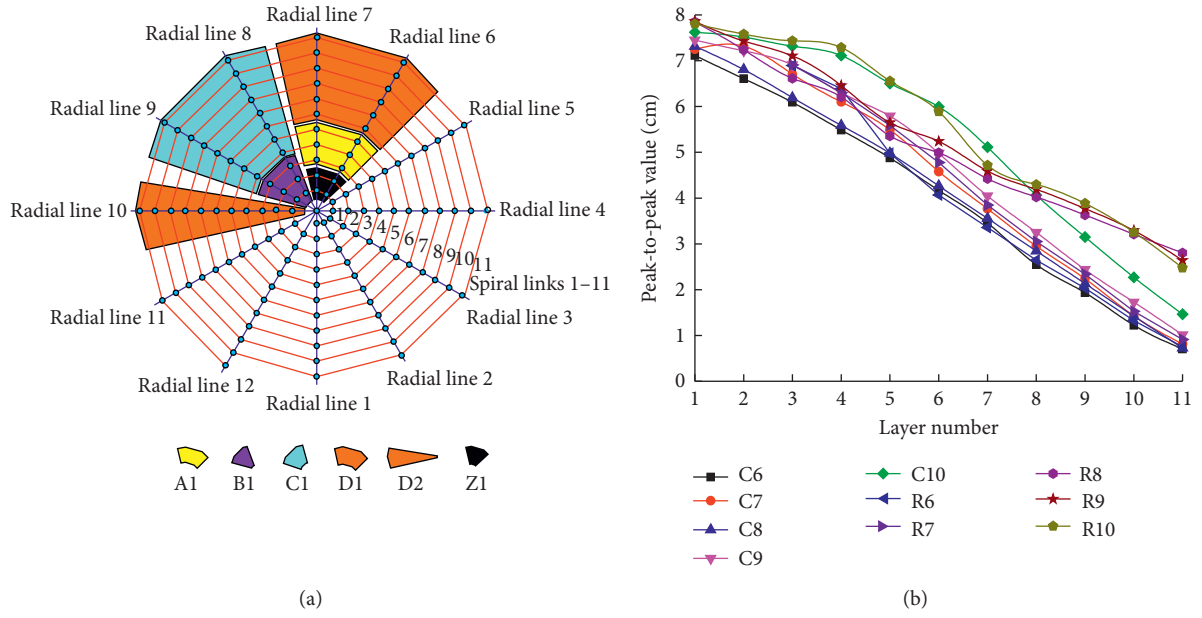 Radial line 7
Radial line 8
Radial line 6
Radial line 9
Radial line 5
Radial line 10
Radial line 4
1 2 3 4 5 6 7 8 9 10 11
Spiral links 1–11
Radial line 11
Radial line 3
Radial line 12
Radial line 2
Radial line 1
A1 B1 C1 D1 D2 Z1
(a)
Peak-to-peak value (cm)
8
7
6
5
4
3
2
1
0
1 2 3 4 5 6 7 8 9 10 11
Layer number
C6
C7
C8
C9
C10
R6
R7
R8
R9
R10
(b)